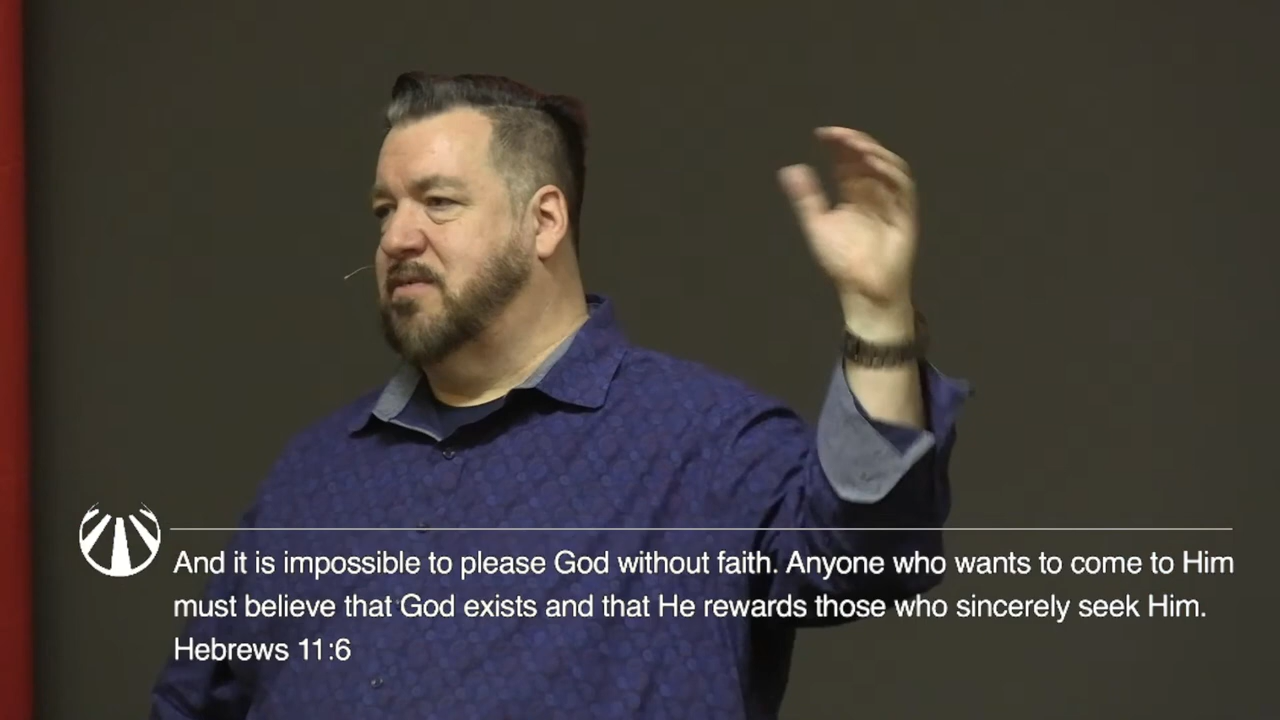 And it is impossible to please God without faith. Anyone who wants to come to Him
must believe that God exists and that He rewards those who sincerely seek Him.
Hebrews 11:6